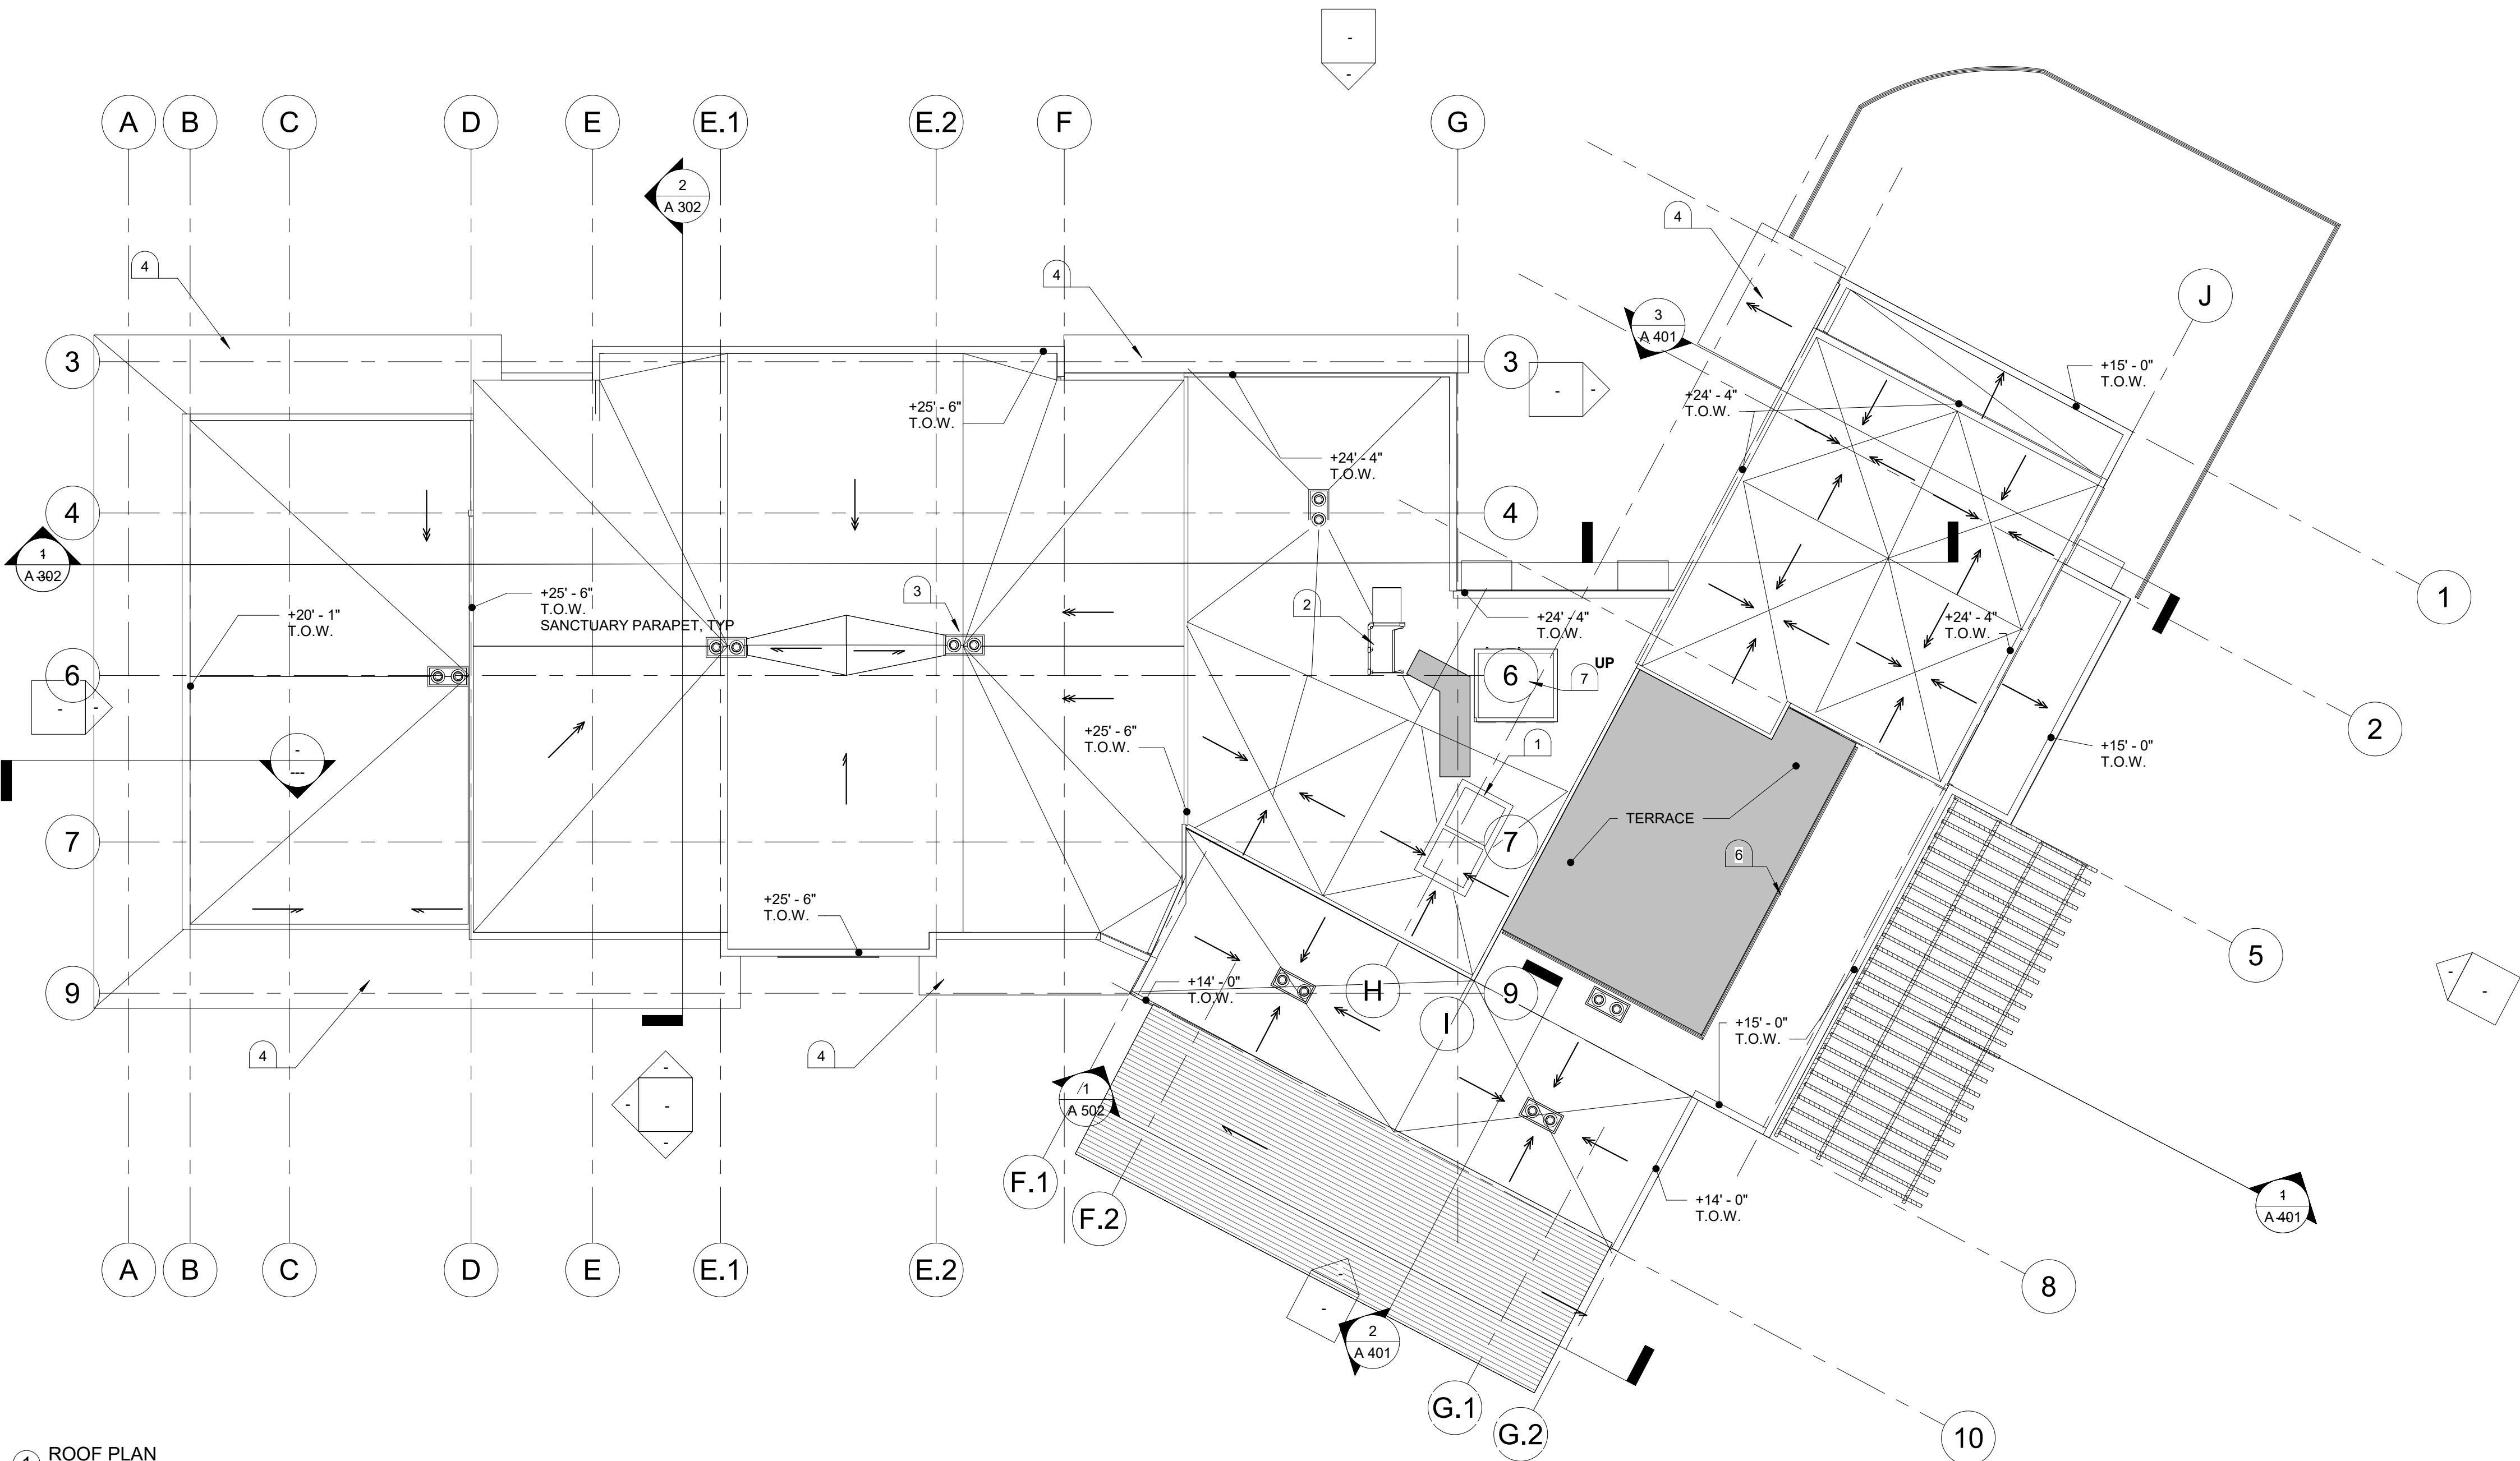 -
-
A
B
C
D
E
E.1
E.2
F
G
2
A 302
4
4
4
J
3
3
3
A 401
-
-
+15' - 0"
T.O.W.
+24' - 4"
T.O.W.
+25' - 6"
T.O.W.
+24' - 4"
T.O.W.
4
4
1
A 302
+25' - 6"
T.O.W.
SANCTUARY PARAPET, TYP
3
2
+20' - 1"
T.O.W.
+24' - 4"
T.O.W.
+24' - 4"
T.O.W.
1
6
6
UP
7
-
-
2
+25' - 6"
T.O.W.
1
+15' - 0"
T.O.W.
-
---
TERRACE
7
7
6
+25' - 6"
T.O.W.
5
9
+14' - 0"
T.O.W.
H
9
I
-
-
4
4
+15' - 0"
T.O.W.
-
-
-
-
1
A 502
F.1
F.2
+14' - 0"
T.O.W.
1
A 401
A
B
C
D
E
E.1
E.2
8
-
-
2
A 401
G.1
G.2
10
1
ROOF PLAN